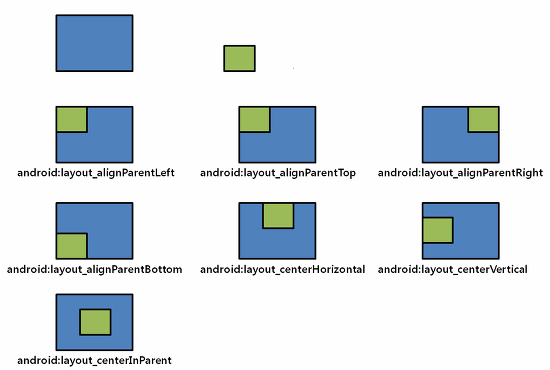 android:layout_alignParentLeft
android:layout_alignParentTop
android:layout_alignParentRight
android:layout_alignParentBottom
android:layout_centerHorizontal
android:layout_centerVertical
android:layout_centerInParent